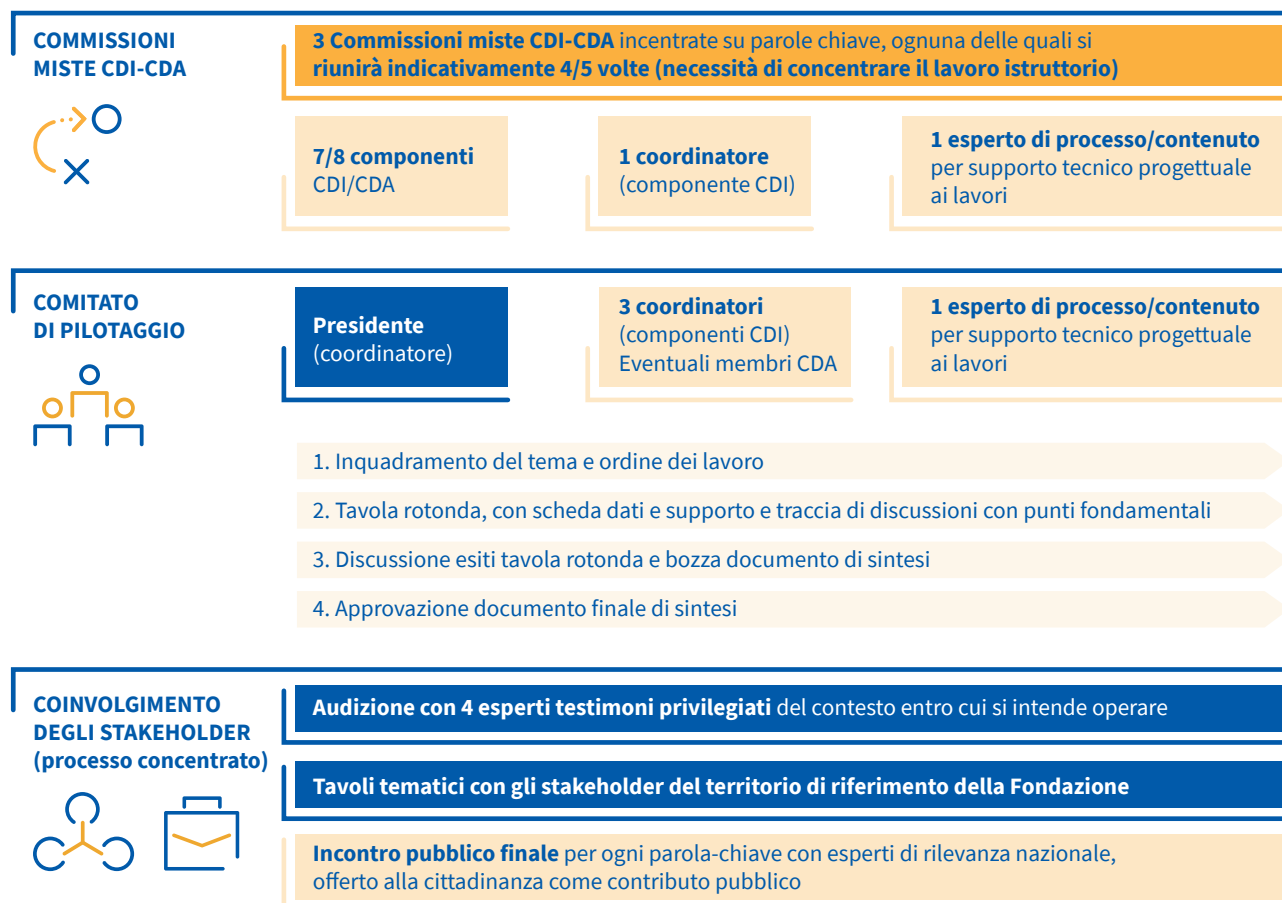 COMMISSIONI
MISTE CDI-CDA
3 Commissioni miste CDI-CDA incentrate su parole chiave, ognuna delle quali si
riunirà indicativamente 4/5 volte (necessità di concentrare il lavoro istruttorio)
7/8 componenti
CDI/CDA
1 coordinatore
(componente CDI)
1 esperto di processo/contenuto
per supporto tecnico progettuale
ai lavori
COMITATO
DI PILOTAGGIO
Presidente
(coordinatore)
3 coordinatori
(componenti CDI)
Eventuali membri CDA
1 esperto di processo/contenuto
per supporto tecnico progettuale
ai lavori
1. Inquadramento del tema e ordine dei lavoro
2. Tavola rotonda, con scheda dati e supporto e traccia di discussioni con punti fondamentali
3. Discussione esiti tavola rotonda e bozza documento di sintesi
4. Approvazione documento finale di sintesi
COINVOLGIMENTO
DEGLI STAKEHOLDER
(processo concentrato)
Audizione con 4 esperti testimoni privilegiati del contesto entro cui si intende operare
Tavoli tematici con gli stakeholder del territorio di riferimento della Fondazione
Incontro pubblico finale per ogni parola-chiave con esperti di rilevanza nazionale,
offerto alla cittadinanza come contributo pubblico